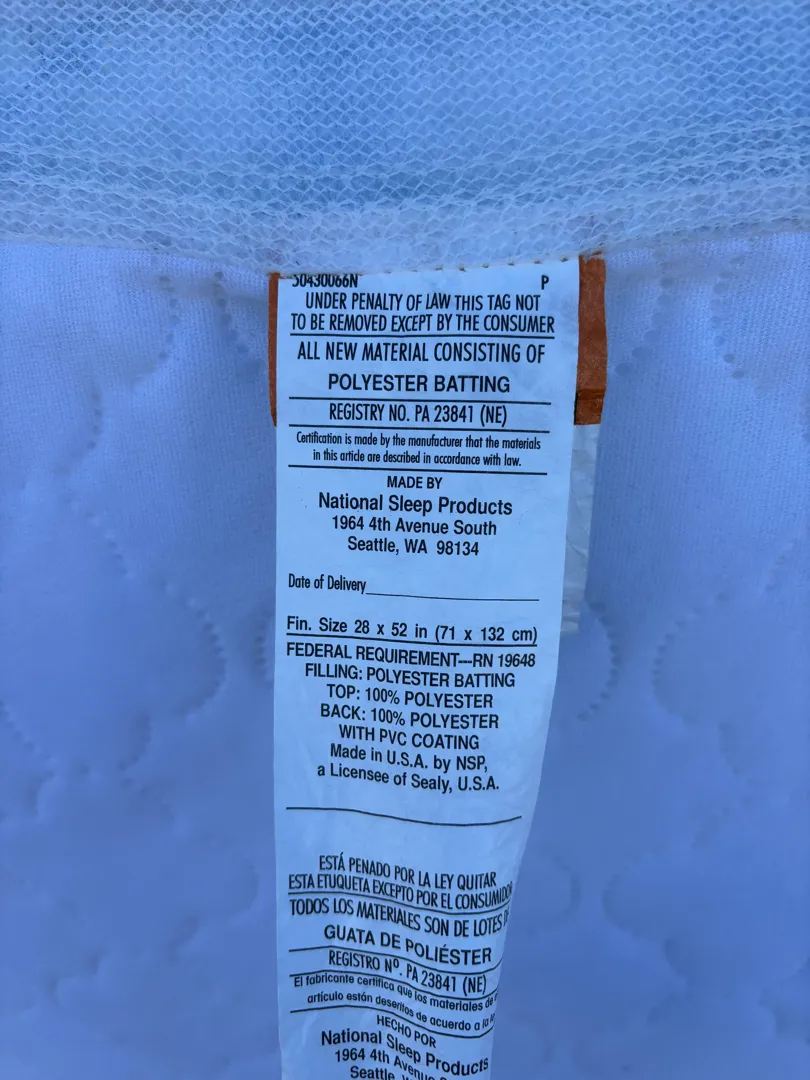 50430066N P
UNDER PENALTY OF LAW THIS TAG NOT
TO BE REMOVED EXCEPT BY THE CONSUMER
ALL NEW MATERIAL CONSISTING OF
POLYESTER BATTING
REGISTRY NO. PA 23841 (NE)
Certification is made by the manufacturer that the materials
in this article are described in accordance with law.
MADE BY
National Sleep Products
1964 4th Avenue South
Seattle, WA 98134
Date of Delivery
Fin. Size 28 x 52 in (71 x 132 cm)
FEDERAL REQUIREMENT---RN 19648
FILLING: POLYESTER BATTING
TOP: 100% POLYESTER
BACK: 100% POLYESTER
WITH PVC COATING
Made in U.S.A. by NSP,
a Licensee of Sealy, U.S.A.
ESTÁ PENADO POR LA LEY QUITAR
ESTA ETIQUETA EXCEPTO POR EL CONSUMIDOR
TODOS LOS MATERIALES SON DE LOTES
GUATA DE POLIÉSTER
REGISTRO Nº. PA 23841 (NE)
El fabricante certifica que los materiales de
artículo están descritos de acuerdo a la
HECHO POR
National Sleep Products
1964 4th Avenue
Seattle,